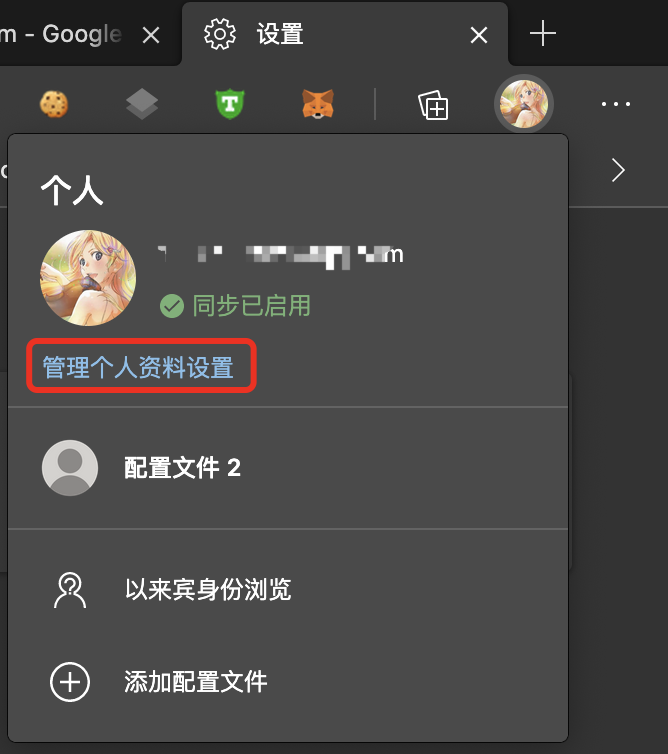 m - Google
设置
个人
m
同步已启用
管理个人资料设置
配置文件 2
以来宾身份浏览
添加配置文件